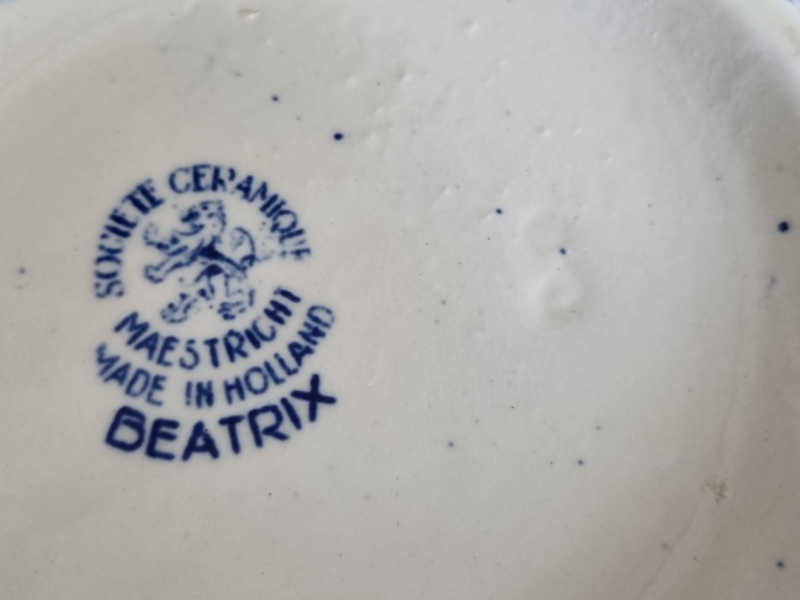 SOCIETE CERAMIQUE
MAESTRICHT
MADE IN HOLLAND
BEATRIX